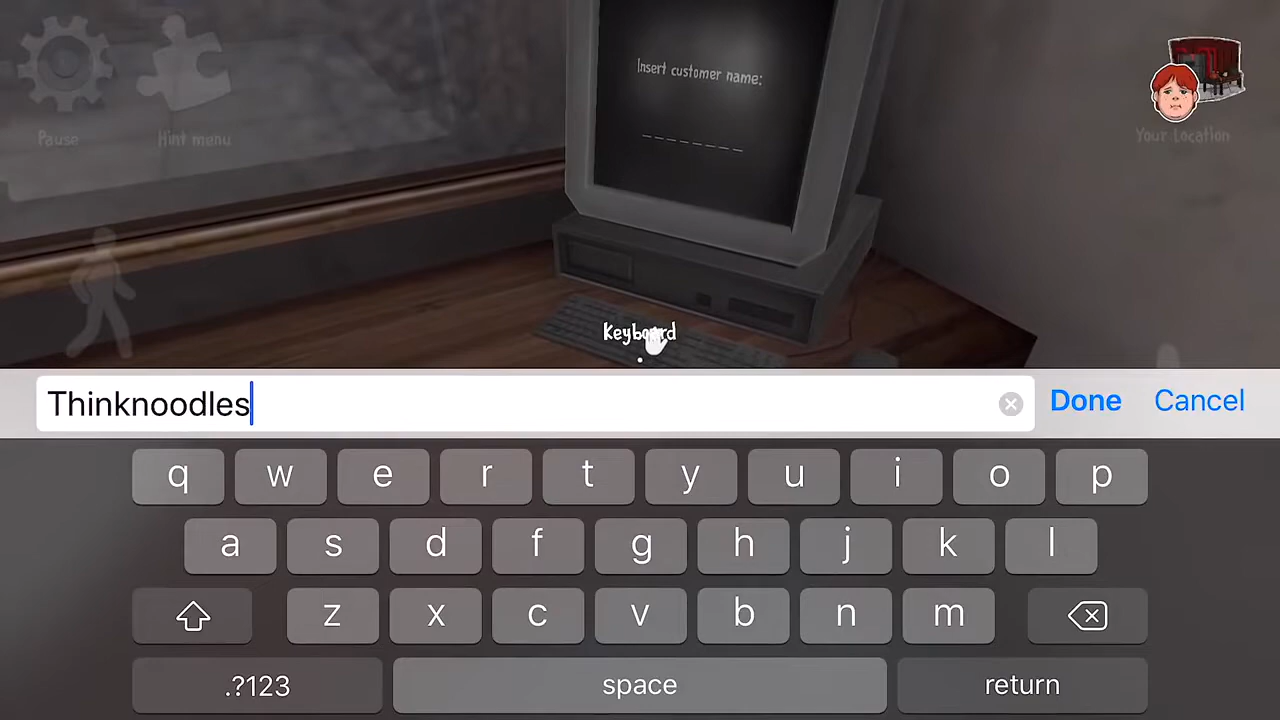 Insert customer name:
_ _ _ _ _ _ _ _ _
Pause
Hint menu
Your Location
Keyboard
Thinknoodles
Done
Cancel
q w e r t y u i o p
a s d f g h j k l
z x c v b n m
.?123
space
return